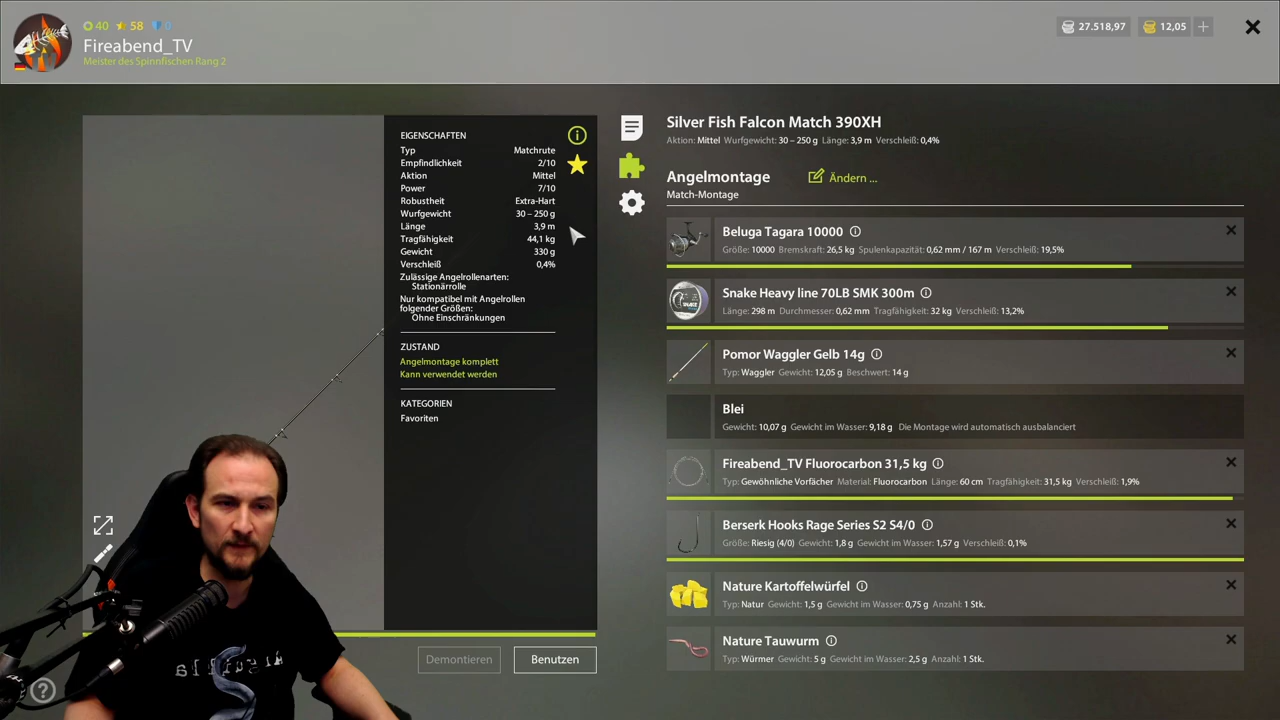 40 58 0
Fireabend_TV
Meister des Spinnfischen Rang 2
27.518,97 12,05
EIGENSCHAFTEN
Typ Matchrute
Empfindlichkeit 2/10
Aktion Mittel
Power 7/10
Robustheit Extra-Hart
Wurfgewicht 30 – 250 g
Länge 3,9 m
Tragfähigkeit 44,1 kg
Gewicht 330 g
Verschleiß 0,4%
Zulässige Angelrollenarten:
Stationärrolle
Nur kompatibel mit Angelrollen
folgender Größen:
Ohne Einschränkungen
ZUSTAND
Angelmontage komplett
Kann verwendet werden
KATEGORIEN
Favoriten
Demontieren Benutzen
Silver Fish Falcon Match 390XH
Aktion: Mittel Wurfgewicht: 30 – 250 g Länge: 3,9 m Verschleiß: 0,4%
Angelmontage Ändern ...
Match-Montage
Beluga Tagara 10000
Größe: 10000 Bremskraft: 26,5 kg Spulenkapazität: 0,62 mm / 167 m Verschleiß: 19,5%
Snake Heavy line 70LB SMK 300m
Länge: 298 m Durchmesser: 0,62 mm Tragfähigkeit: 32 kg Verschleiß: 13,2%
Pomor Waggler Gelb 14g
Typ: Waggler Gewicht: 12,05 g Beschwert: 14 g
Blei
Gewicht: 10,07 g Gewicht im Wasser: 9,18 g Die Montage wird automatisch ausbalanciert
Fireabend_TV Fluorocarbon 31,5 kg
Typ: Gewöhnliche Vorfächer Material: Fluorocarbon Länge: 60 cm Tragfähigkeit: 31,5 kg Verschleiß: 1,9%
Berserk Hooks Rage Series S2 S4/0
Größe: Riesig (4/0) Gewicht: 1,8 g Gewicht im Wasser: 1,57 g Verschleiß: 0,1%
Nature Kartoffelwürfel
Typ: Natur Gewicht: 1,5 g Gewicht im Wasser: 0,75 g Anzahl: 1 Stk.
Nature Tauwurm
Typ: Würmer Gewicht: 5 g Gewicht im Wasser: 2,5 g Anzahl: 1 Stk.